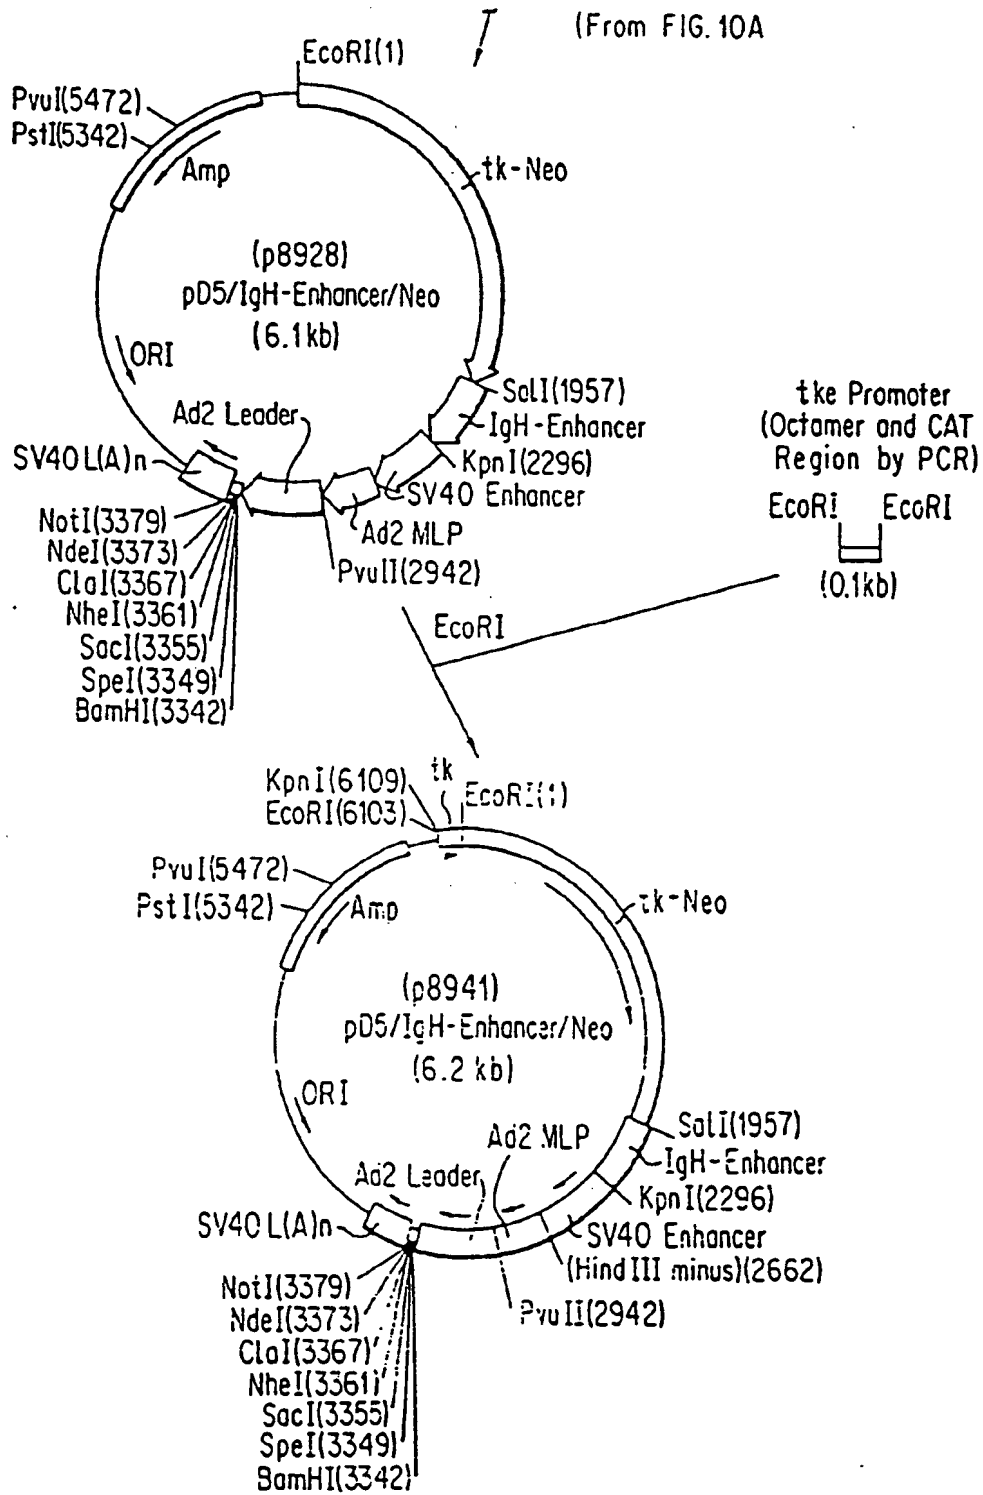 (From FIG. 10A
EcoRI(1)
PvuI(5472)
PstI(5342)
Amp
tk-Neo
(p8928)
pD5/IgH-Enhancer/Neo
(6.1kb)
ORI
Ad2 Leader
SalI(1957)
IgH-Enhancer
KpnI(2296)
SV40 Enhancer
Ad2 MLP
PvuII(2942)
SV40 L(A)n
NotI(3379)
NdeI(3373)
ClaI(3367)
NheI(3361)
SacI(3355)
SpeI(3349)
BamHI(3342)
tke Promoter
(Octamer and CAT
Region by PCR)
EcoRI EcoRI
(0.1kb)
EcoRI
KpnI(6109)
tk
EcoRI(1)
EcoRI(6103)
PvuI(5472)
PstI(5342)
Amp
tk-Neo
(p8941)
pD5/IgH-Enhancer/Neo
(6.2 kb)
ORI
Ad2 MLP
Ad2 Leader
SalI(1957)
IgH-Enhancer
KpnI(2296)
SV40 Enhancer
(Hind III minus)(2662)
PvuII(2942)
SV40 L(A)n
NotI(3379)
NdeI(3373)
ClaI(3367)
NheI(3361)
SacI(3355)
SpeI(3349)
BamHI(3342)